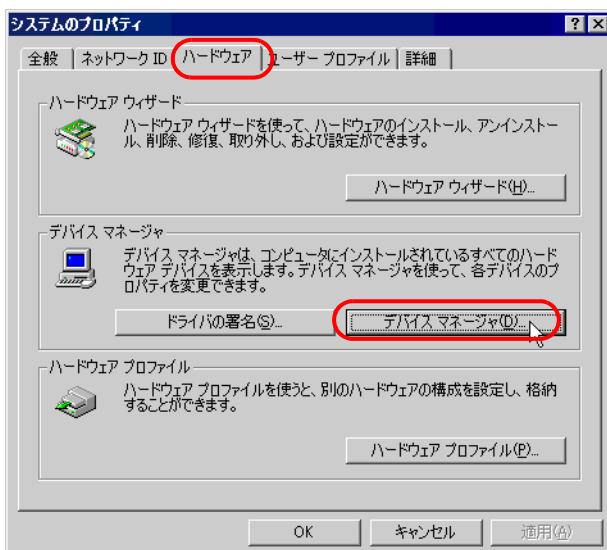 システムのプロパティ
全般
ネットワーク ID
ハードウェア
ユーザー プロファイル
詳細
ハードウェア ウィザード
ハードウェア ウィザードを使って、ハードウェアのインストール、アンインストー
ル、削除、修復、取り外し、および設定ができます。
ハードウェア ウィザード(H)...
デバイス マネージャ
デバイス マネージャは、コンピュータにインストールされているすべてのハード
ウェア デバイスを表示します。デバイス マネージャを使って、各デバイスのプ
ロパティを変更できます。
ドライバの署名(S)...
デバイス マネージャ(D)...
ハードウェア プロファイル
ハードウェア プロファイルを使うと、別のハードウェアの構成を設定し、格納
することができます。
ハードウェア プロファイル(P)...
OK
キャンセル
適用(A)